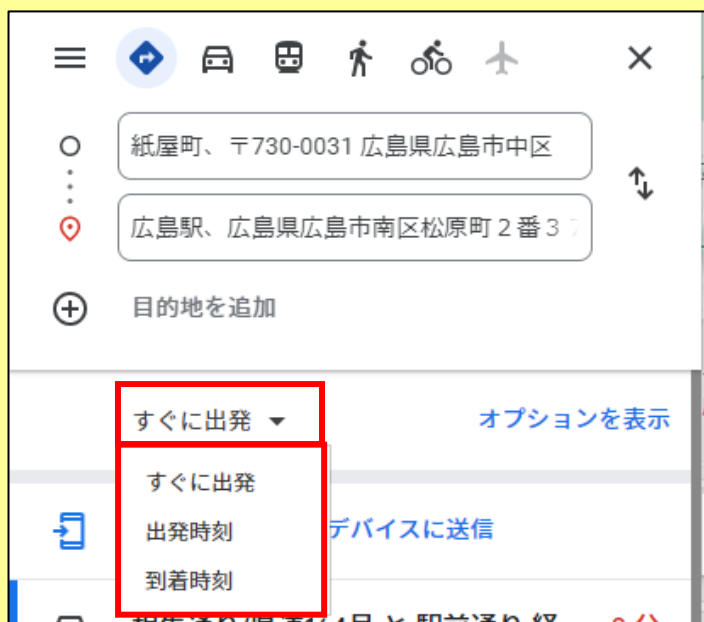 紙屋町、〒730-0031 広島県広島市中区
広島駅、広島県広島市南区松原町２番３７
目的地を追加
すぐに出発
オプションを表示
すぐに出発
出発時刻
デバイスに送信
到着時刻